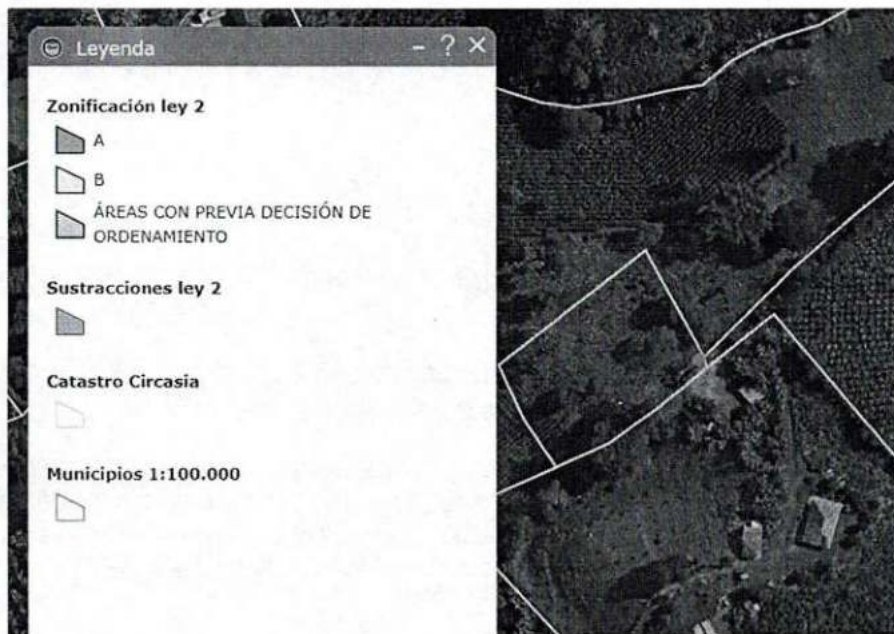 Leyenda
Zonificación ley 2
A
B
ÁREAS CON PREVIA DECISIÓN DE
ORDENAMIENTO
Sustracciones ley 2
Catastro Circasia
Municipios 1:100.000